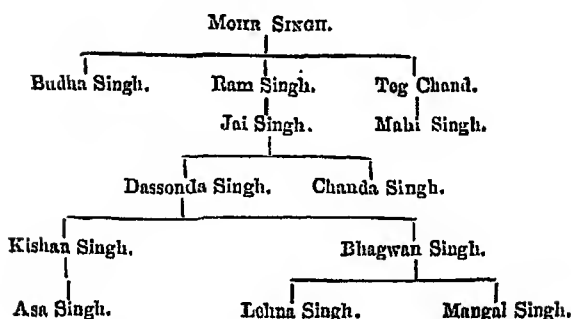 MOHR SINGH.
Budha Singh. Ram Singh. Teg Chand.
Jai Singh. Mahi Singh.
Dassonda Singh. Chanda Singh.
Kishan Singh. Bhagwan Singh.
Asa Singh. Lehna Singh. Mangal Singh.